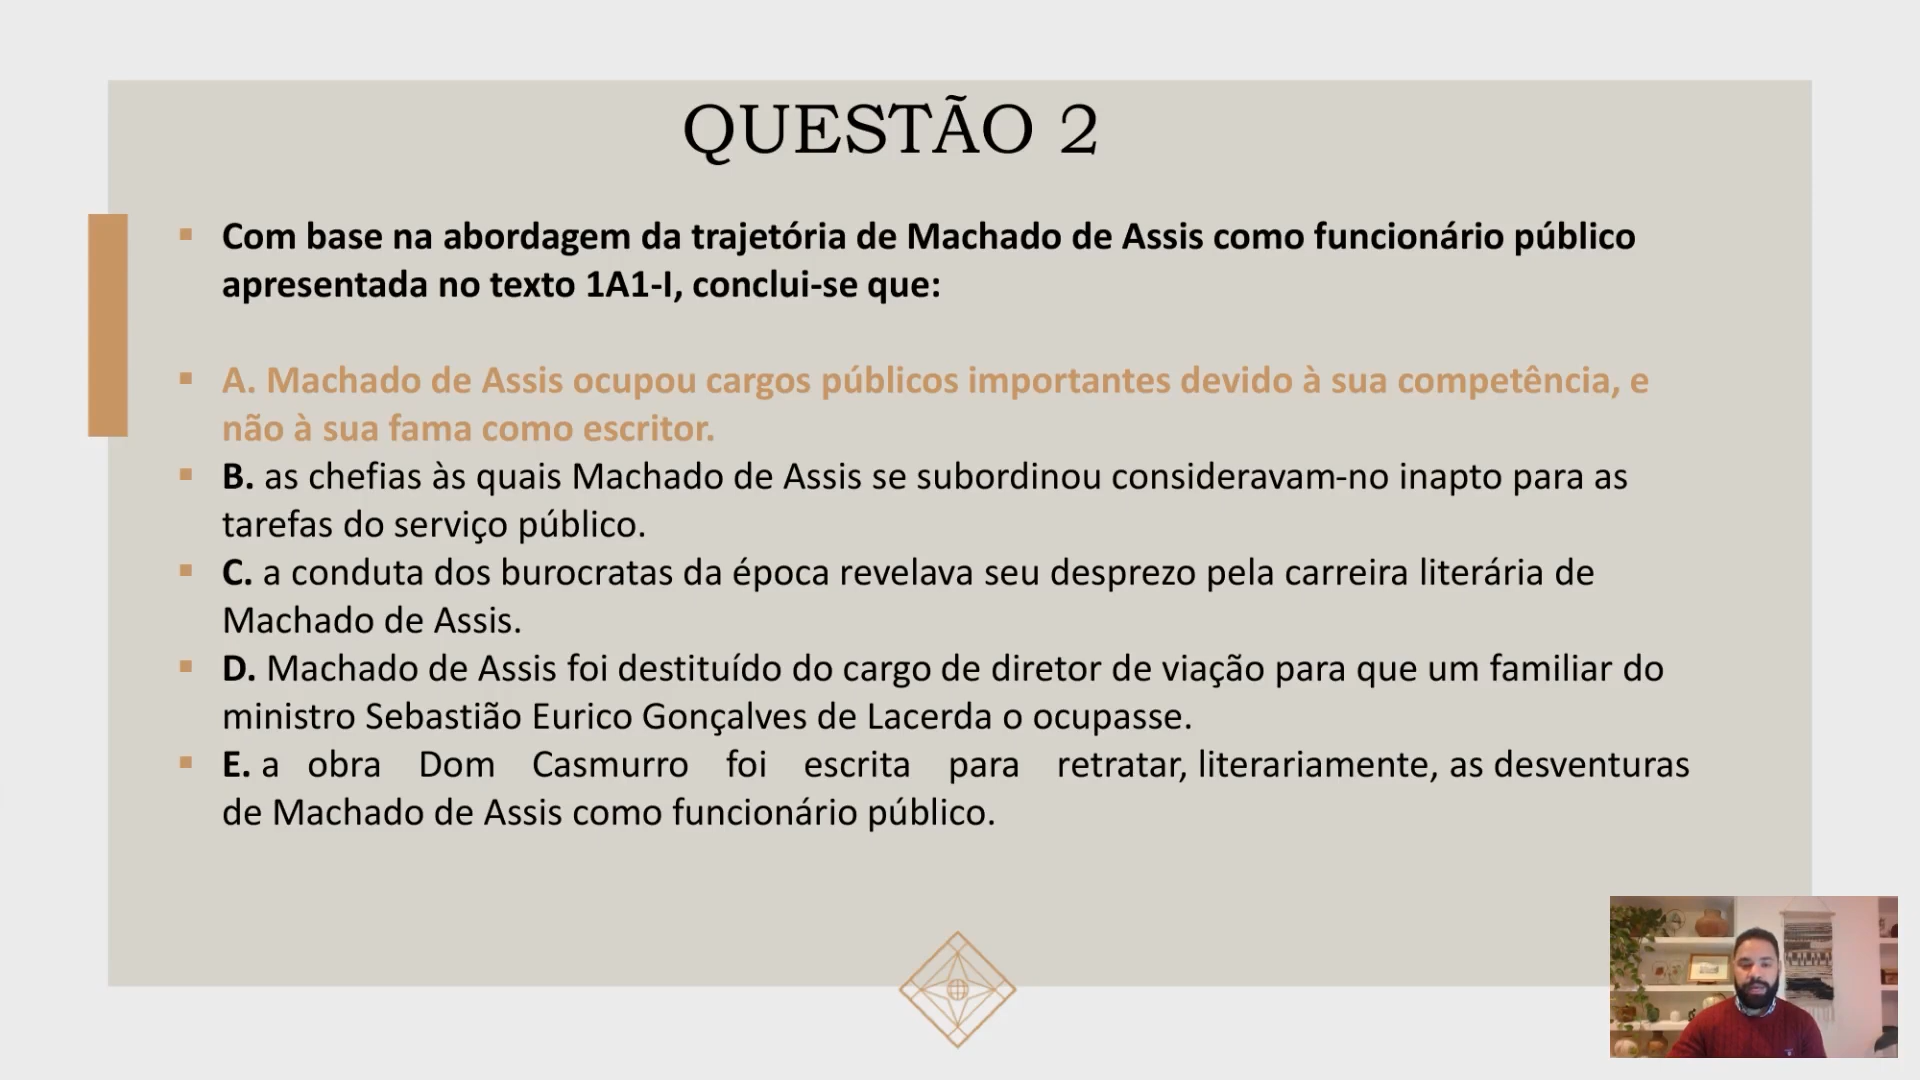 QUESTÃO 2
▪ Com base na abordagem da trajetória de Machado de Assis como funcionário público
apresentada no texto 1A1-I, conclui-se que:
▪ A. Machado de Assis ocupou cargos públicos importantes devido à sua competência, e
não à sua fama como escritor.
▪ B. as chefias às quais Machado de Assis se subordinou consideravam-no inapto para as
tarefas do serviço público.
▪ C. a conduta dos burocratas da época revelava seu desprezo pela carreira literária de
Machado de Assis.
▪ D. Machado de Assis foi destituído do cargo de diretor de viação para que um familiar do
ministro Sebastião Eurico Gonçalves de Lacerda o ocupasse.
▪ E. a obra Dom Casmurro foi escrita para retratar, literariamente, as desventuras
de Machado de Assis como funcionário público.